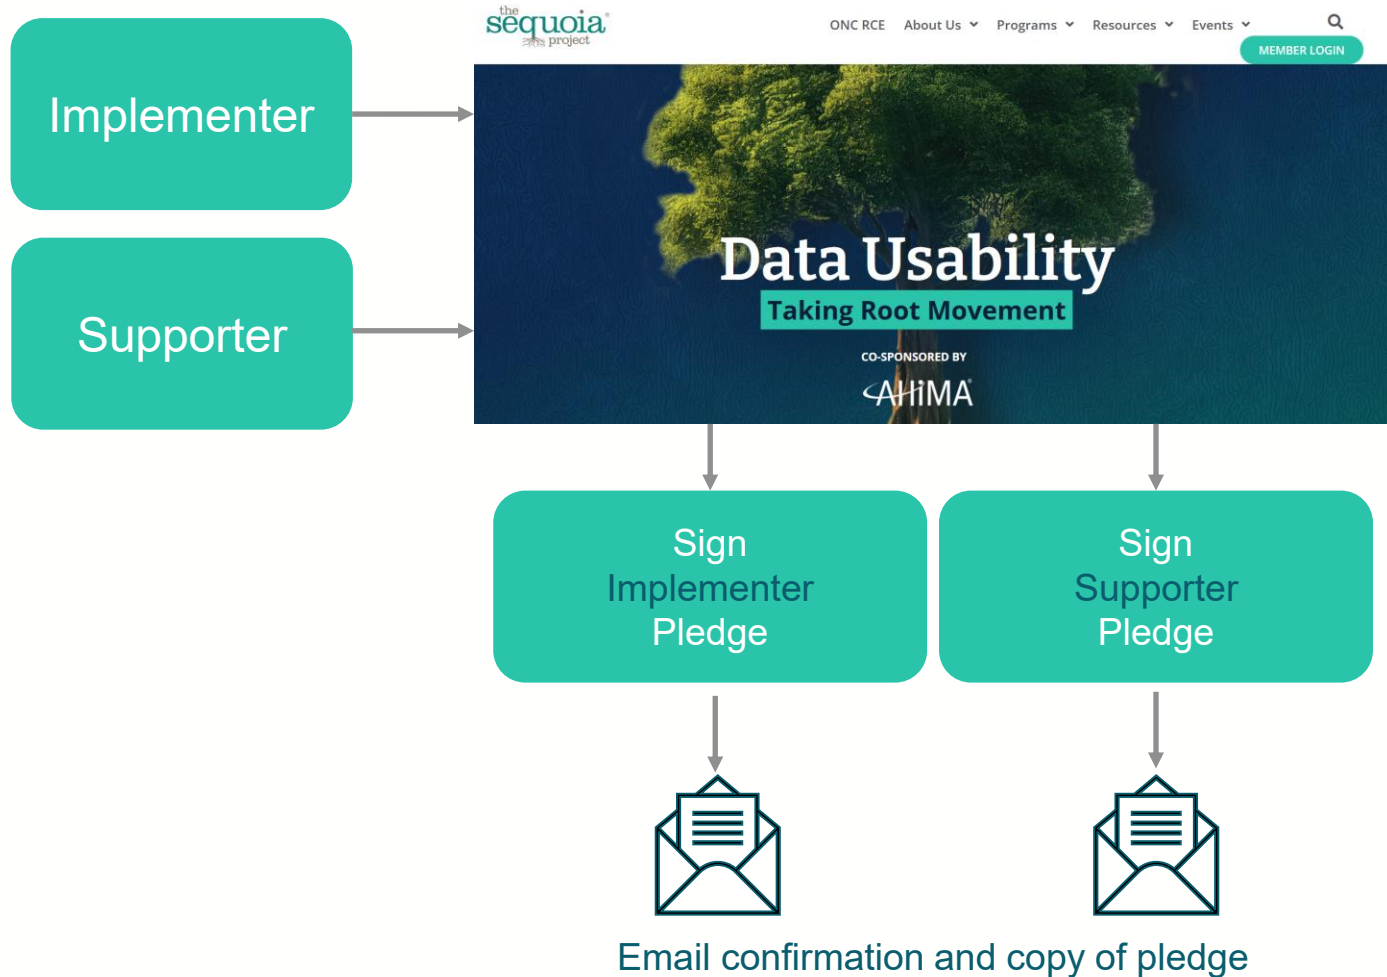 Implementer
Supporter
the
sequoia®
project
ONC RCE About Us Programs Resources Events
MEMBER LOGIN
Data Usability
Taking Root Movement
CO-SPONSORED BY
AHiMA®
Sign
Implementer
Pledge
Sign
Supporter
Pledge
Email confirmation and copy of pledge